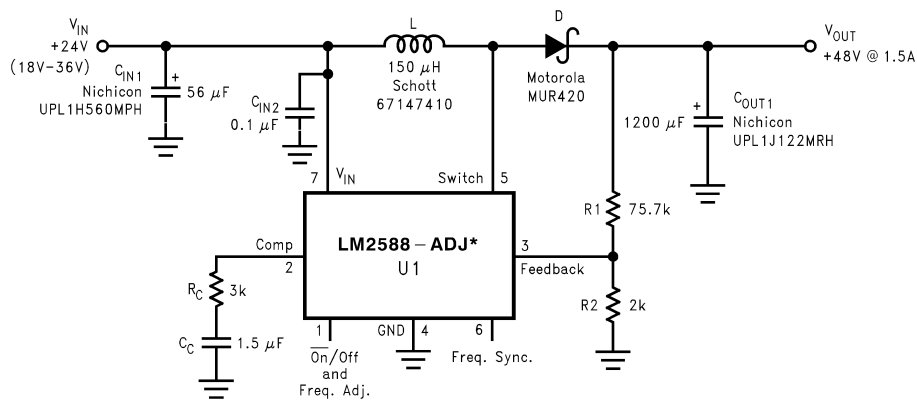 V_IN
+24V
(18V-36V)
C_IN1
+
Nichicon
UPL1H560MPH
56 μF
C_IN2
0.1 μF
L
150 μH
Schott
67147410
D
Motorola
MUR420
V_OUT
+48V @ 1.5A
1200 μF
+
C_OUT1
Nichicon
UPL1J122MRH
7
V_IN
Switch
5
R1
75.7k
LM2588-ADJ*
U1
Comp
2
3
Feedback
R_C
3k
C_C
1.5 μF
R2
2k
1
GND
4
6
On/Off
and
Freq. Adj.
Freq. Sync.